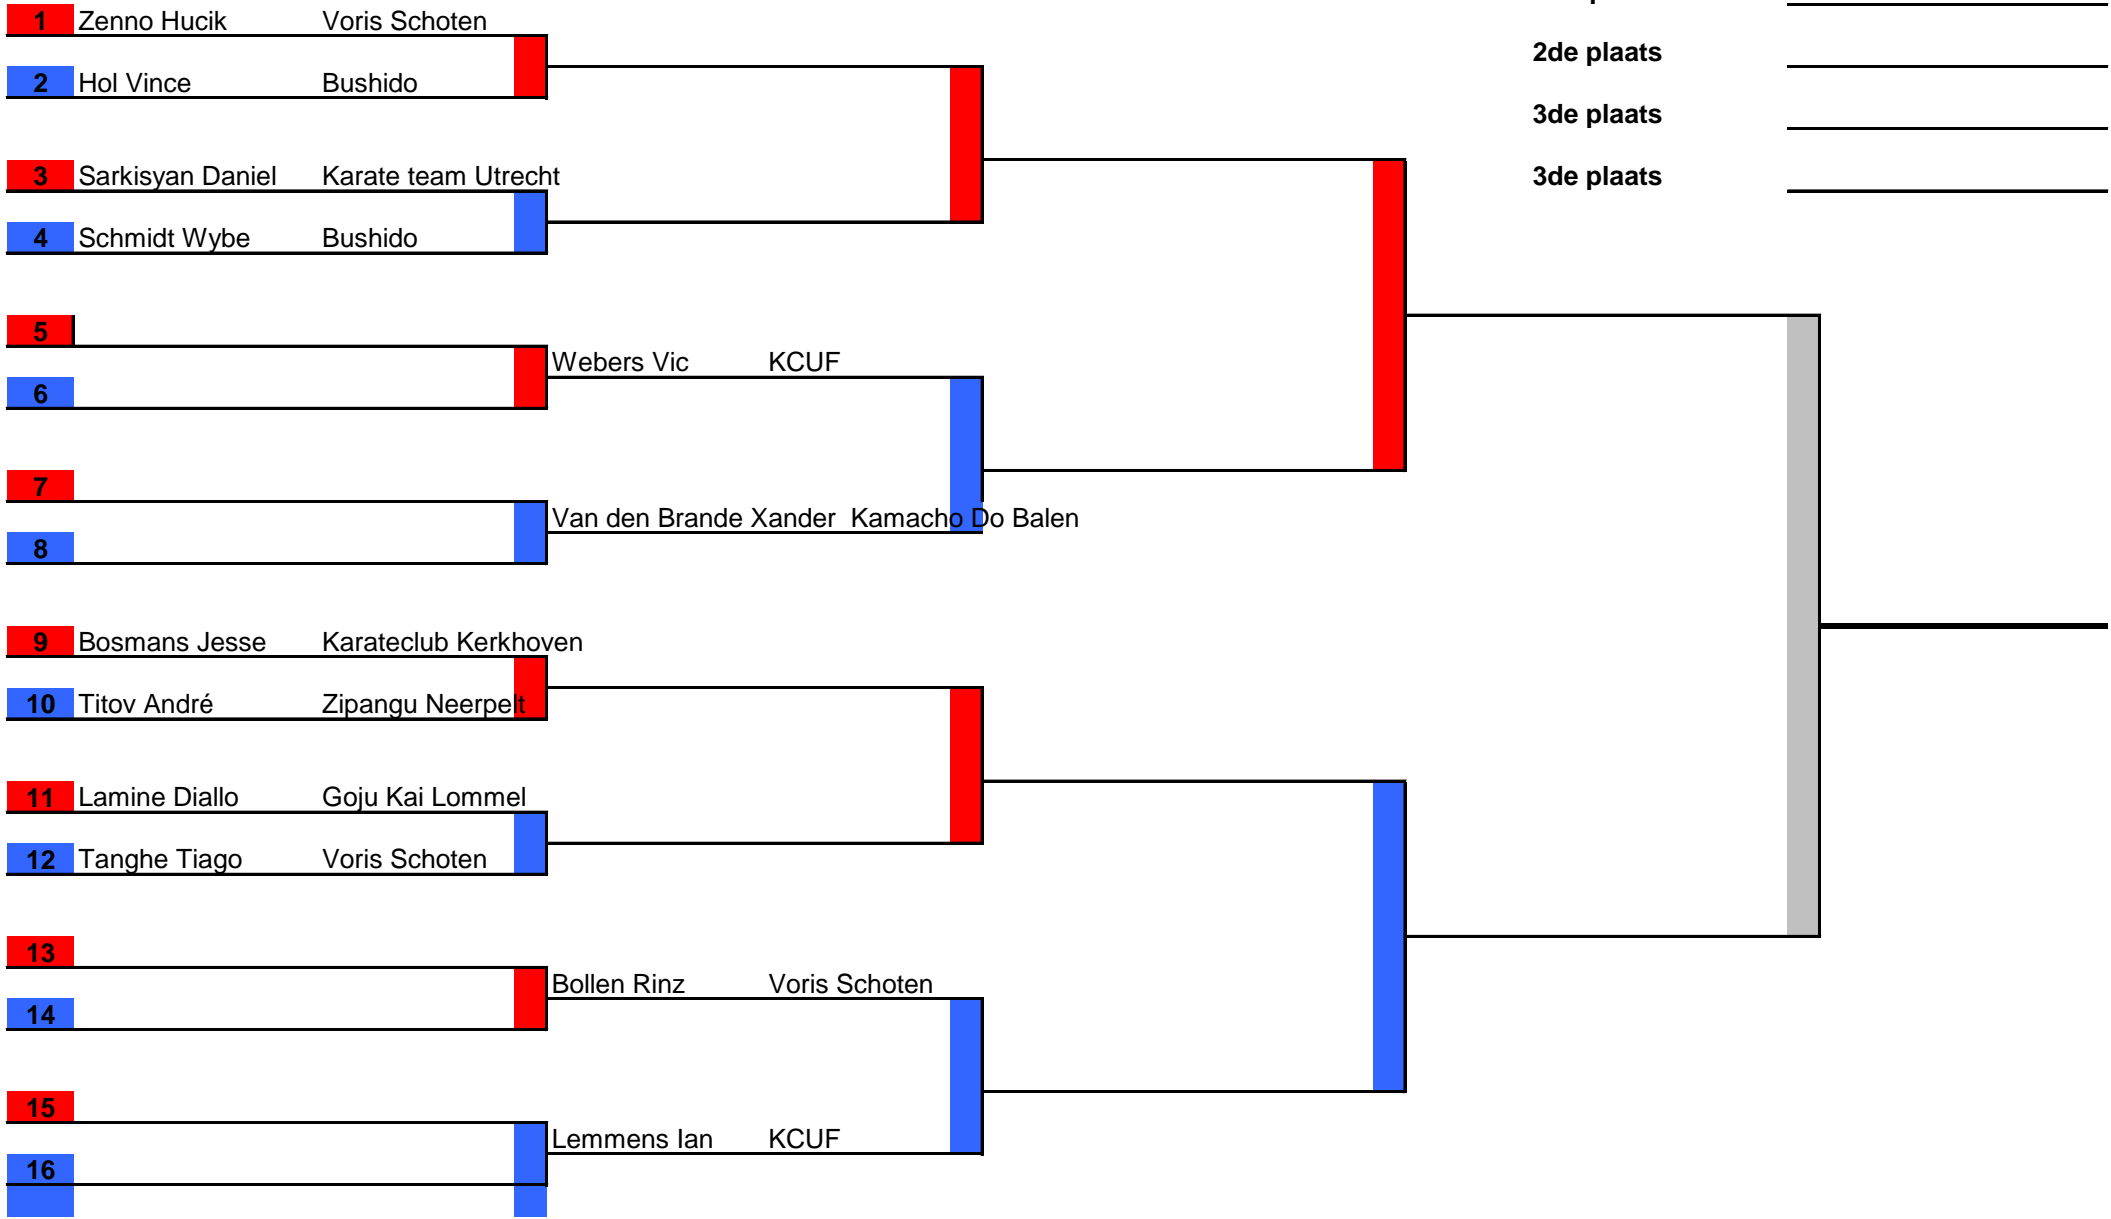 1 Zenno Hucik Voris Schoten
2de plaats
2 Hol Vince Bushido
3de plaats
3 Sarkisyan Daniel Karate team Utrecht
3de plaats
4 Schmidt Wybe Bushido
5
Webers Vic KCUF
6
7
Van den Brande Xander Kamacho Do Balen
8
9 Bosmans Jesse Karateclub Kerkhoven
10 Titov André Zipangu Neerpelt
11 Lamine Diallo Goju Kai Lommel
12 Tanghe Tiago Voris Schoten
13
Bollen Rinz Voris Schoten
14
15
Lemmens Ian KCUF
16